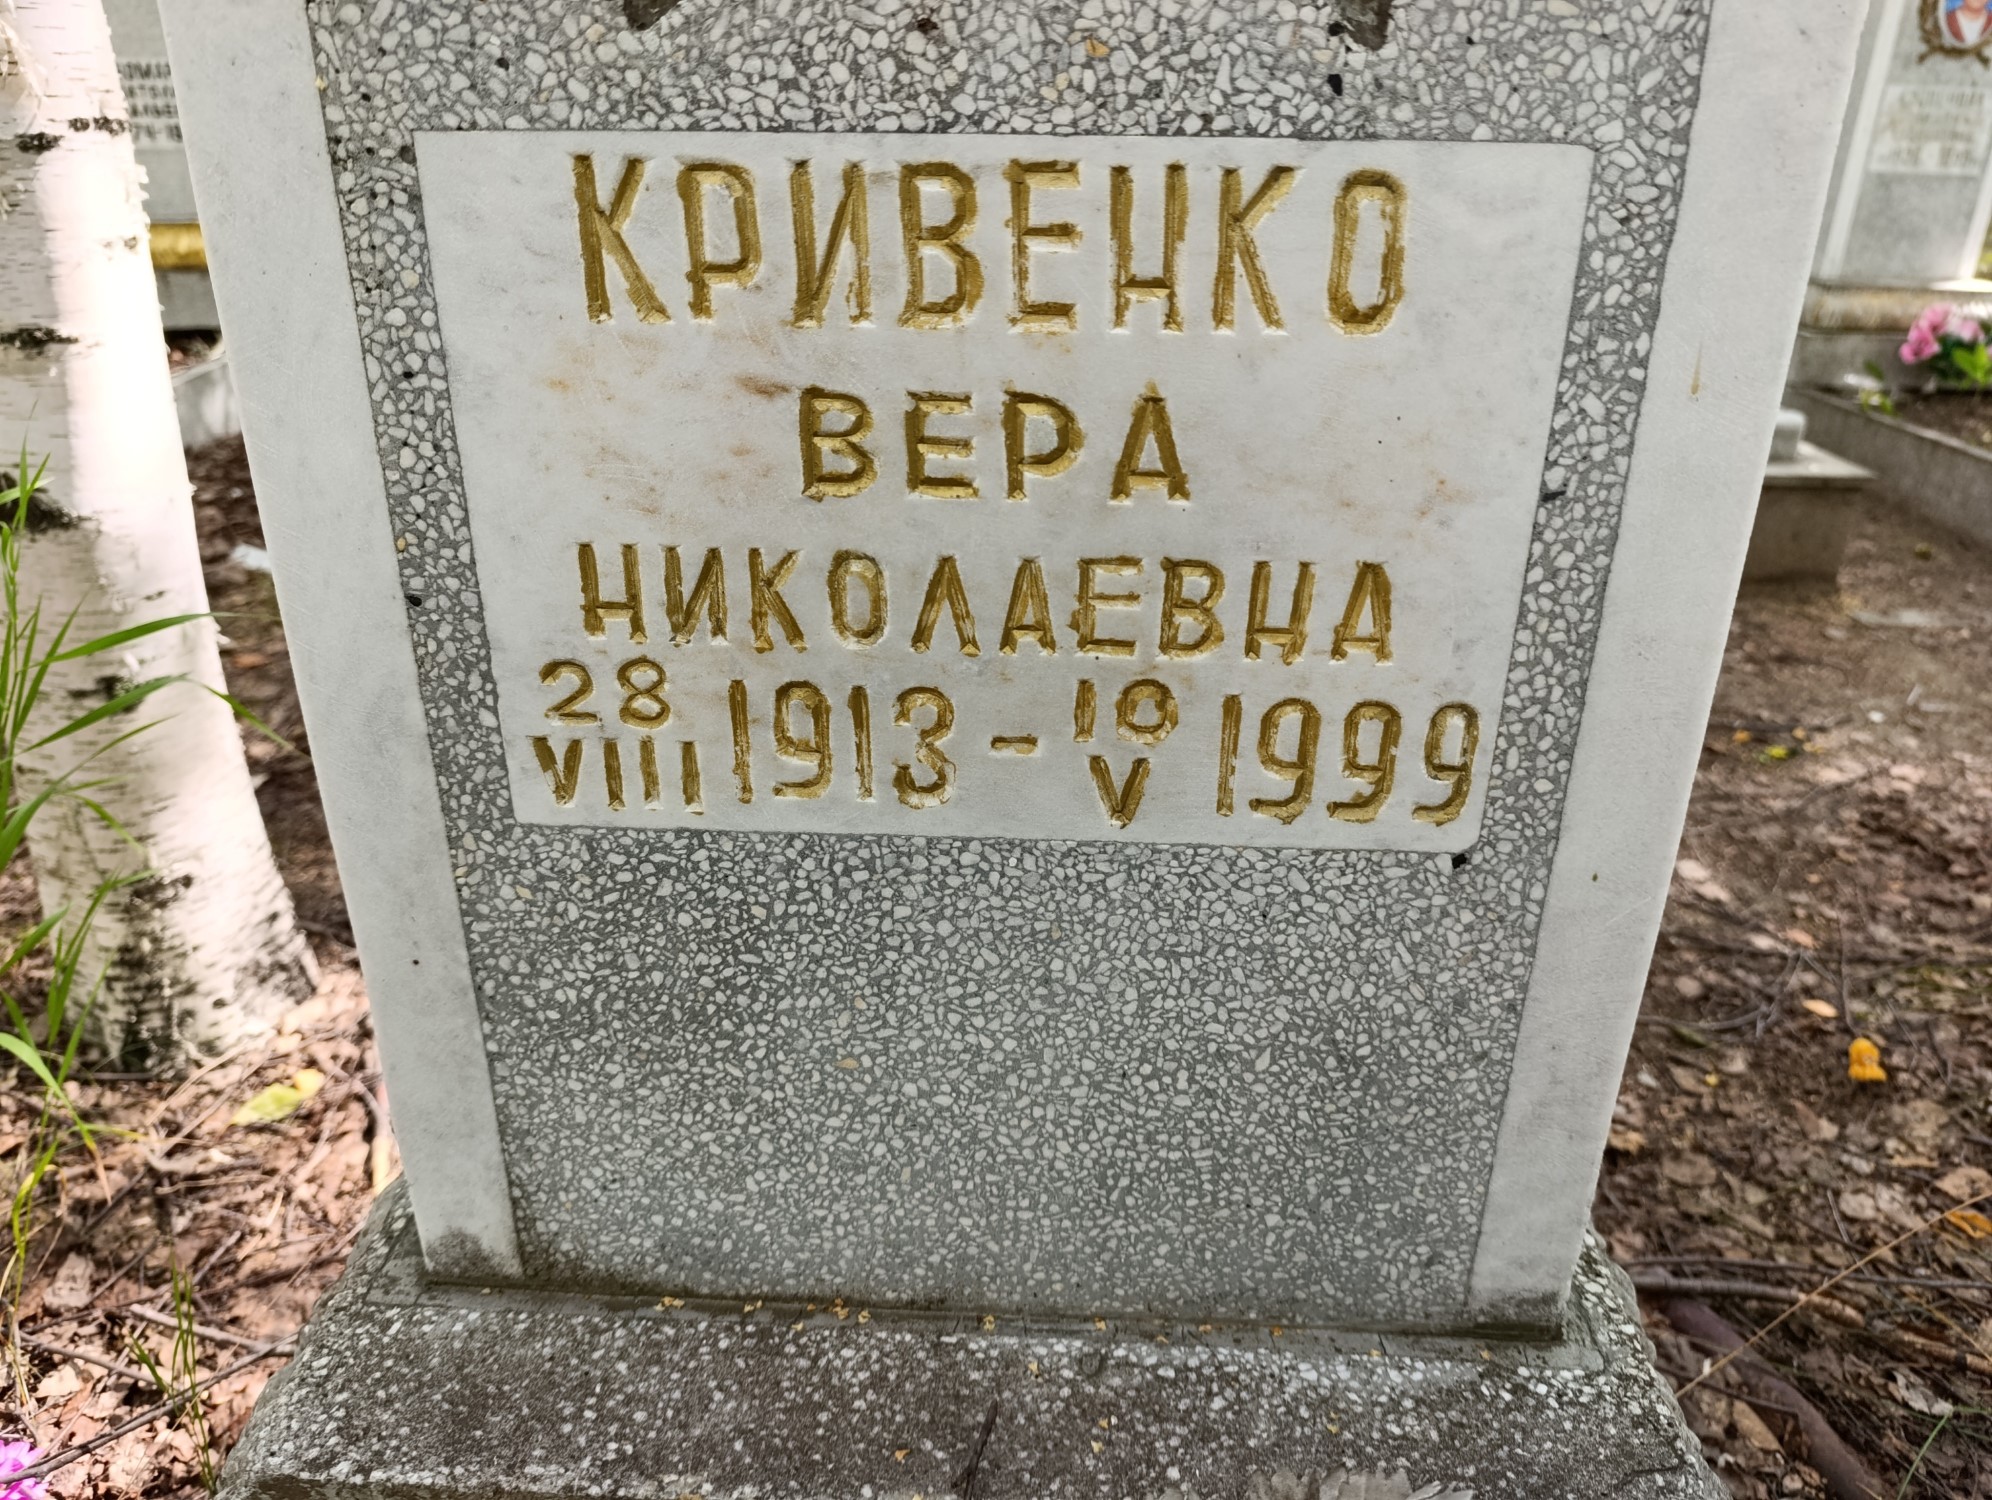 КРИВЕНКО
ВЕРА
НИКОЛАЕВНА
28/VIII 1913 - 10/V 1999